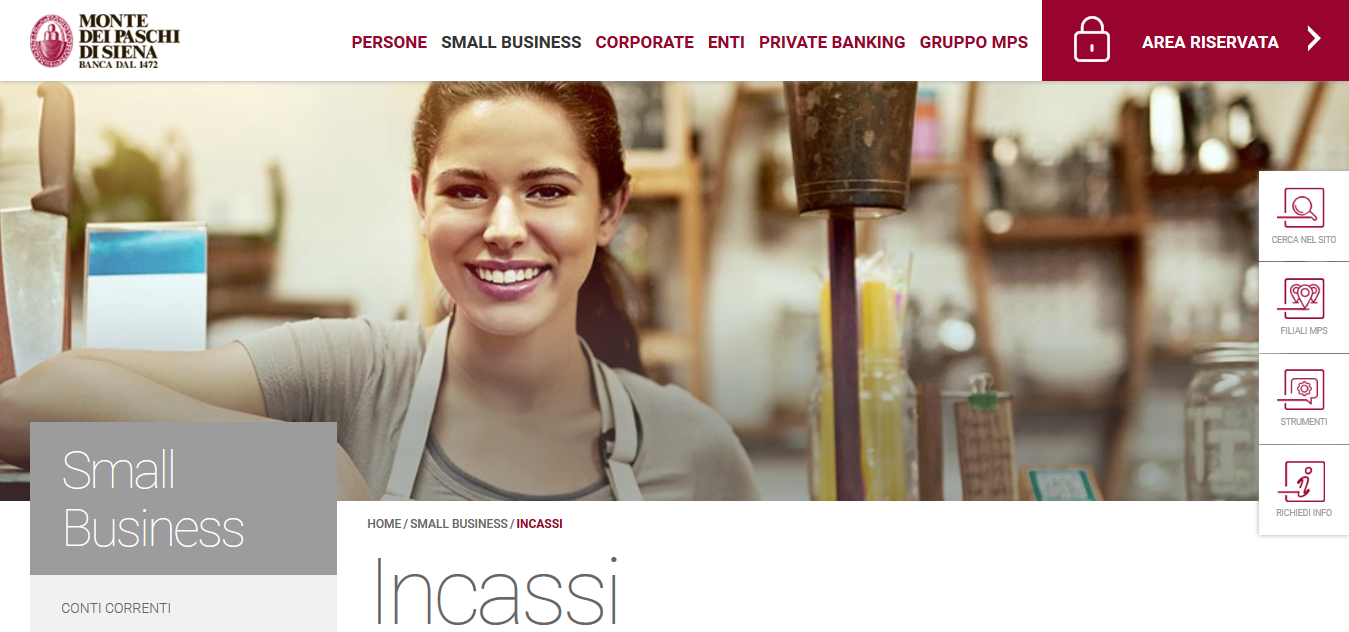 MONTE
DEI PASCHI
DI SIENA
BANCA DAL 1472
PERSONE SMALL BUSINESS CORPORATE ENTI PRIVATE BANKING GRUPPO MPS
AREA RISERVATA
CERCA NEL SITO
FILIALI MPS
STRUMENTI
RICHIEDI INFO
Small
Business
CONTI CORRENTI
HOME / SMALL BUSINESS / INCASSI
Incassi